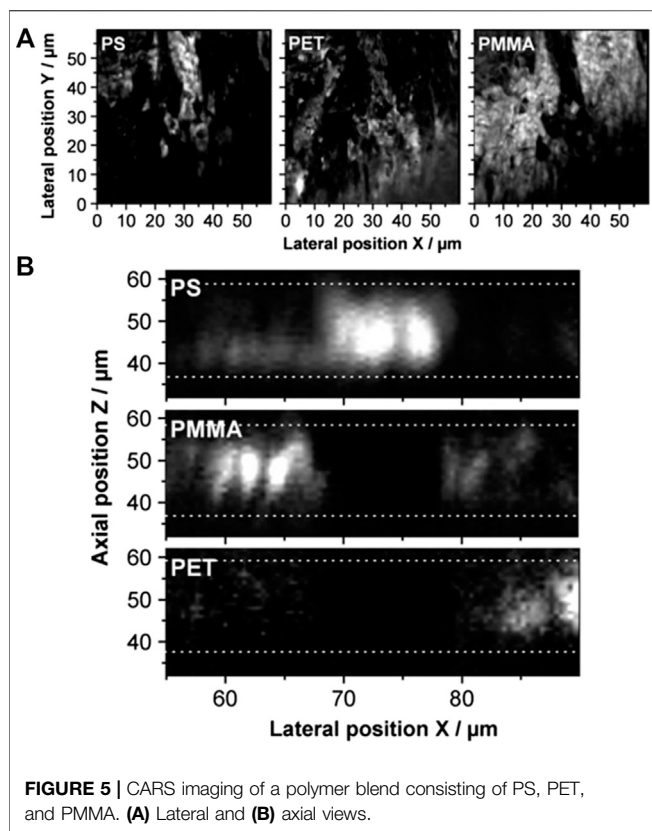 A
PS PET PMMA
Lateral position Y / µm
50
40
30
20
10
0
0 10 20 30 40 50 0 10 20 30 40 50 0 10 20 30 40 50
Lateral position X / µm
B
Axial position Z / µm
PS
60
50
40
PMMA
60
50
40
PET
60
50
40
60 70 80
Lateral position X / µm
FIGURE 5 | CARS imaging of a polymer blend consisting of PS, PET,
and PMMA. (A) Lateral and (B) axial views.